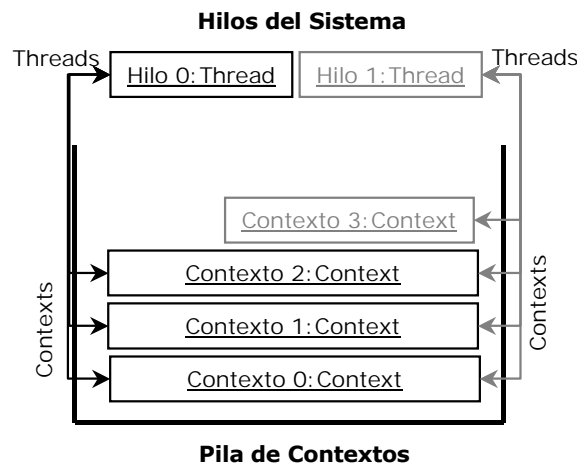 Hilos del Sistema
Threads
Threads
Hilo 0:Thread
Hilo 1:Thread
Contexto 3:Context
Contexto 2:Context
Contexto 1:Context
Contexto 0:Context
Contexts
Contexts
Pila de Contextos